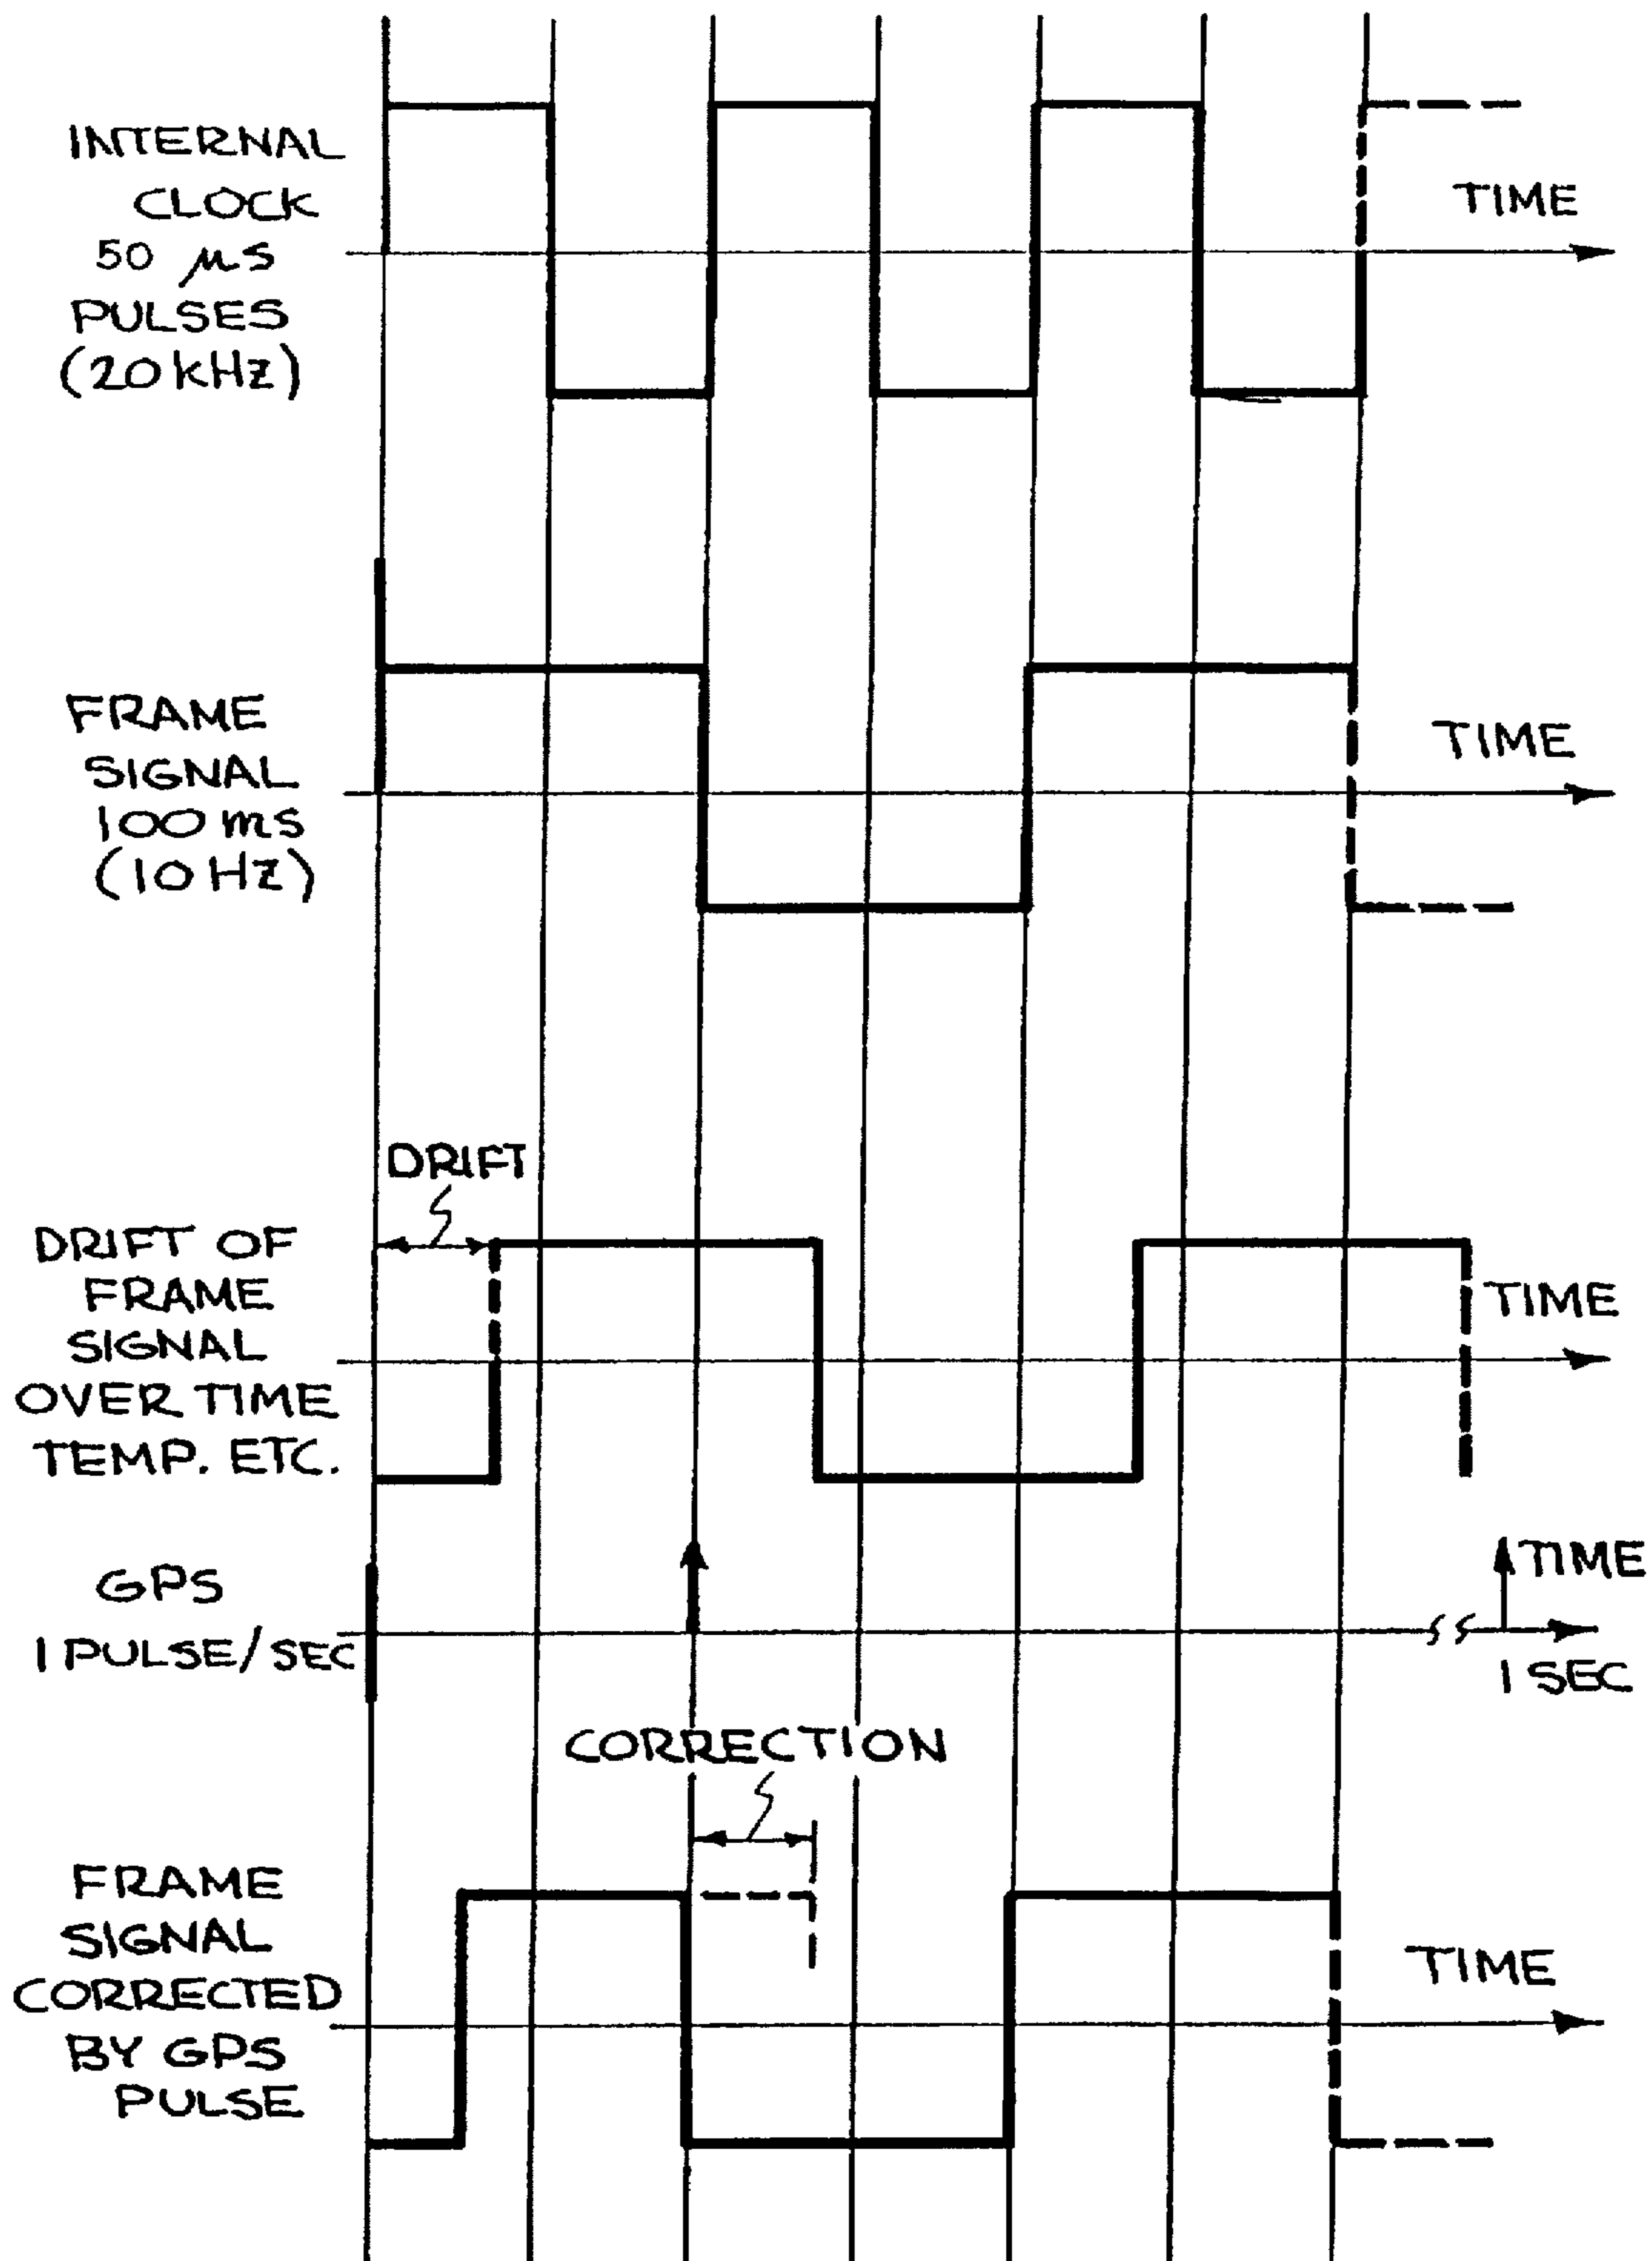 INTERNAL
CLOCK
50 μs
PULSES
(20 kHz)
TIME
FRAME
SIGNAL
100 ms
(10 Hz)
TIME
DRIFT
DRIFT OF
FRAME
SIGNAL
OVER TIME
TEMP. ETC.
TIME
GPS
1 PULSE/SEC
TIME
1 SEC
CORRECTION
FRAME
SIGNAL
CORRECTED
BY GPS
PULSE
TIME